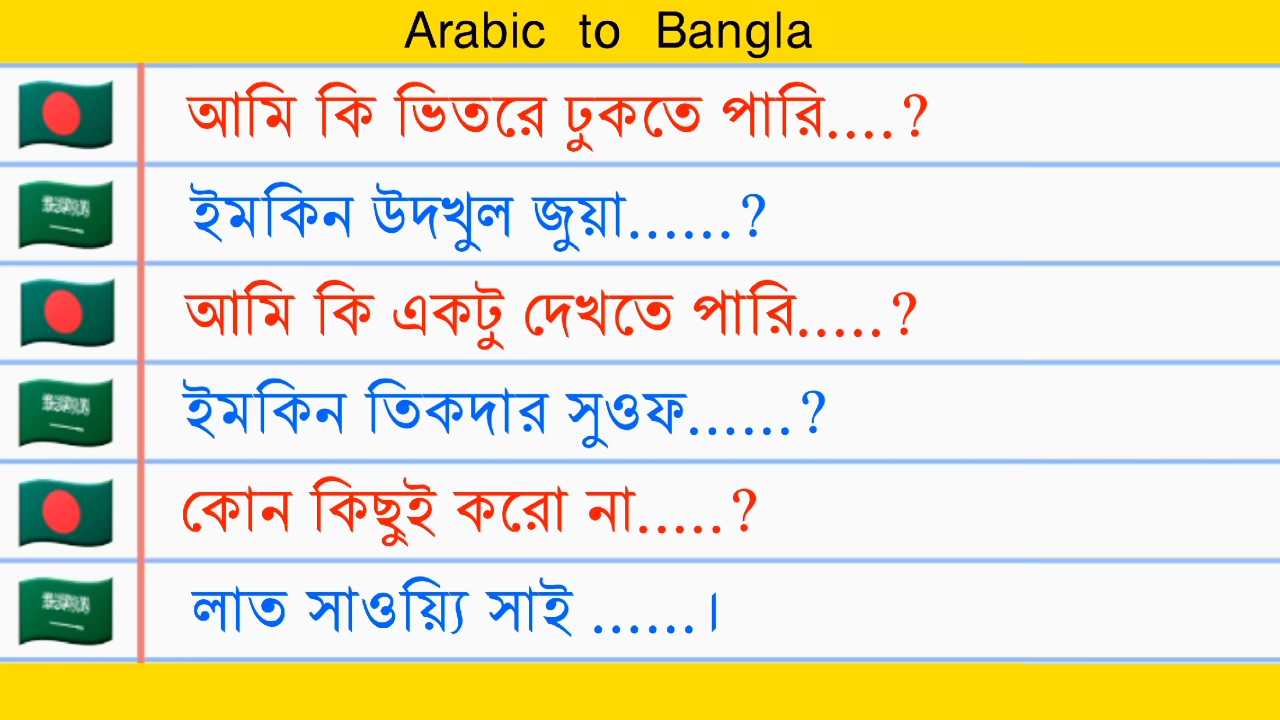 Arabic to Bangla
আমি কি ভিতরে ঢুকতে পারি....?
ইমকিন উদখুল জুয়া......?
আমি কি একটু দেখতে পারি.....?
ইমকিন তিকদার সুওফ......?
কোন কিছুই করো না.....?
লাত সাওয়্যি সাই ......।